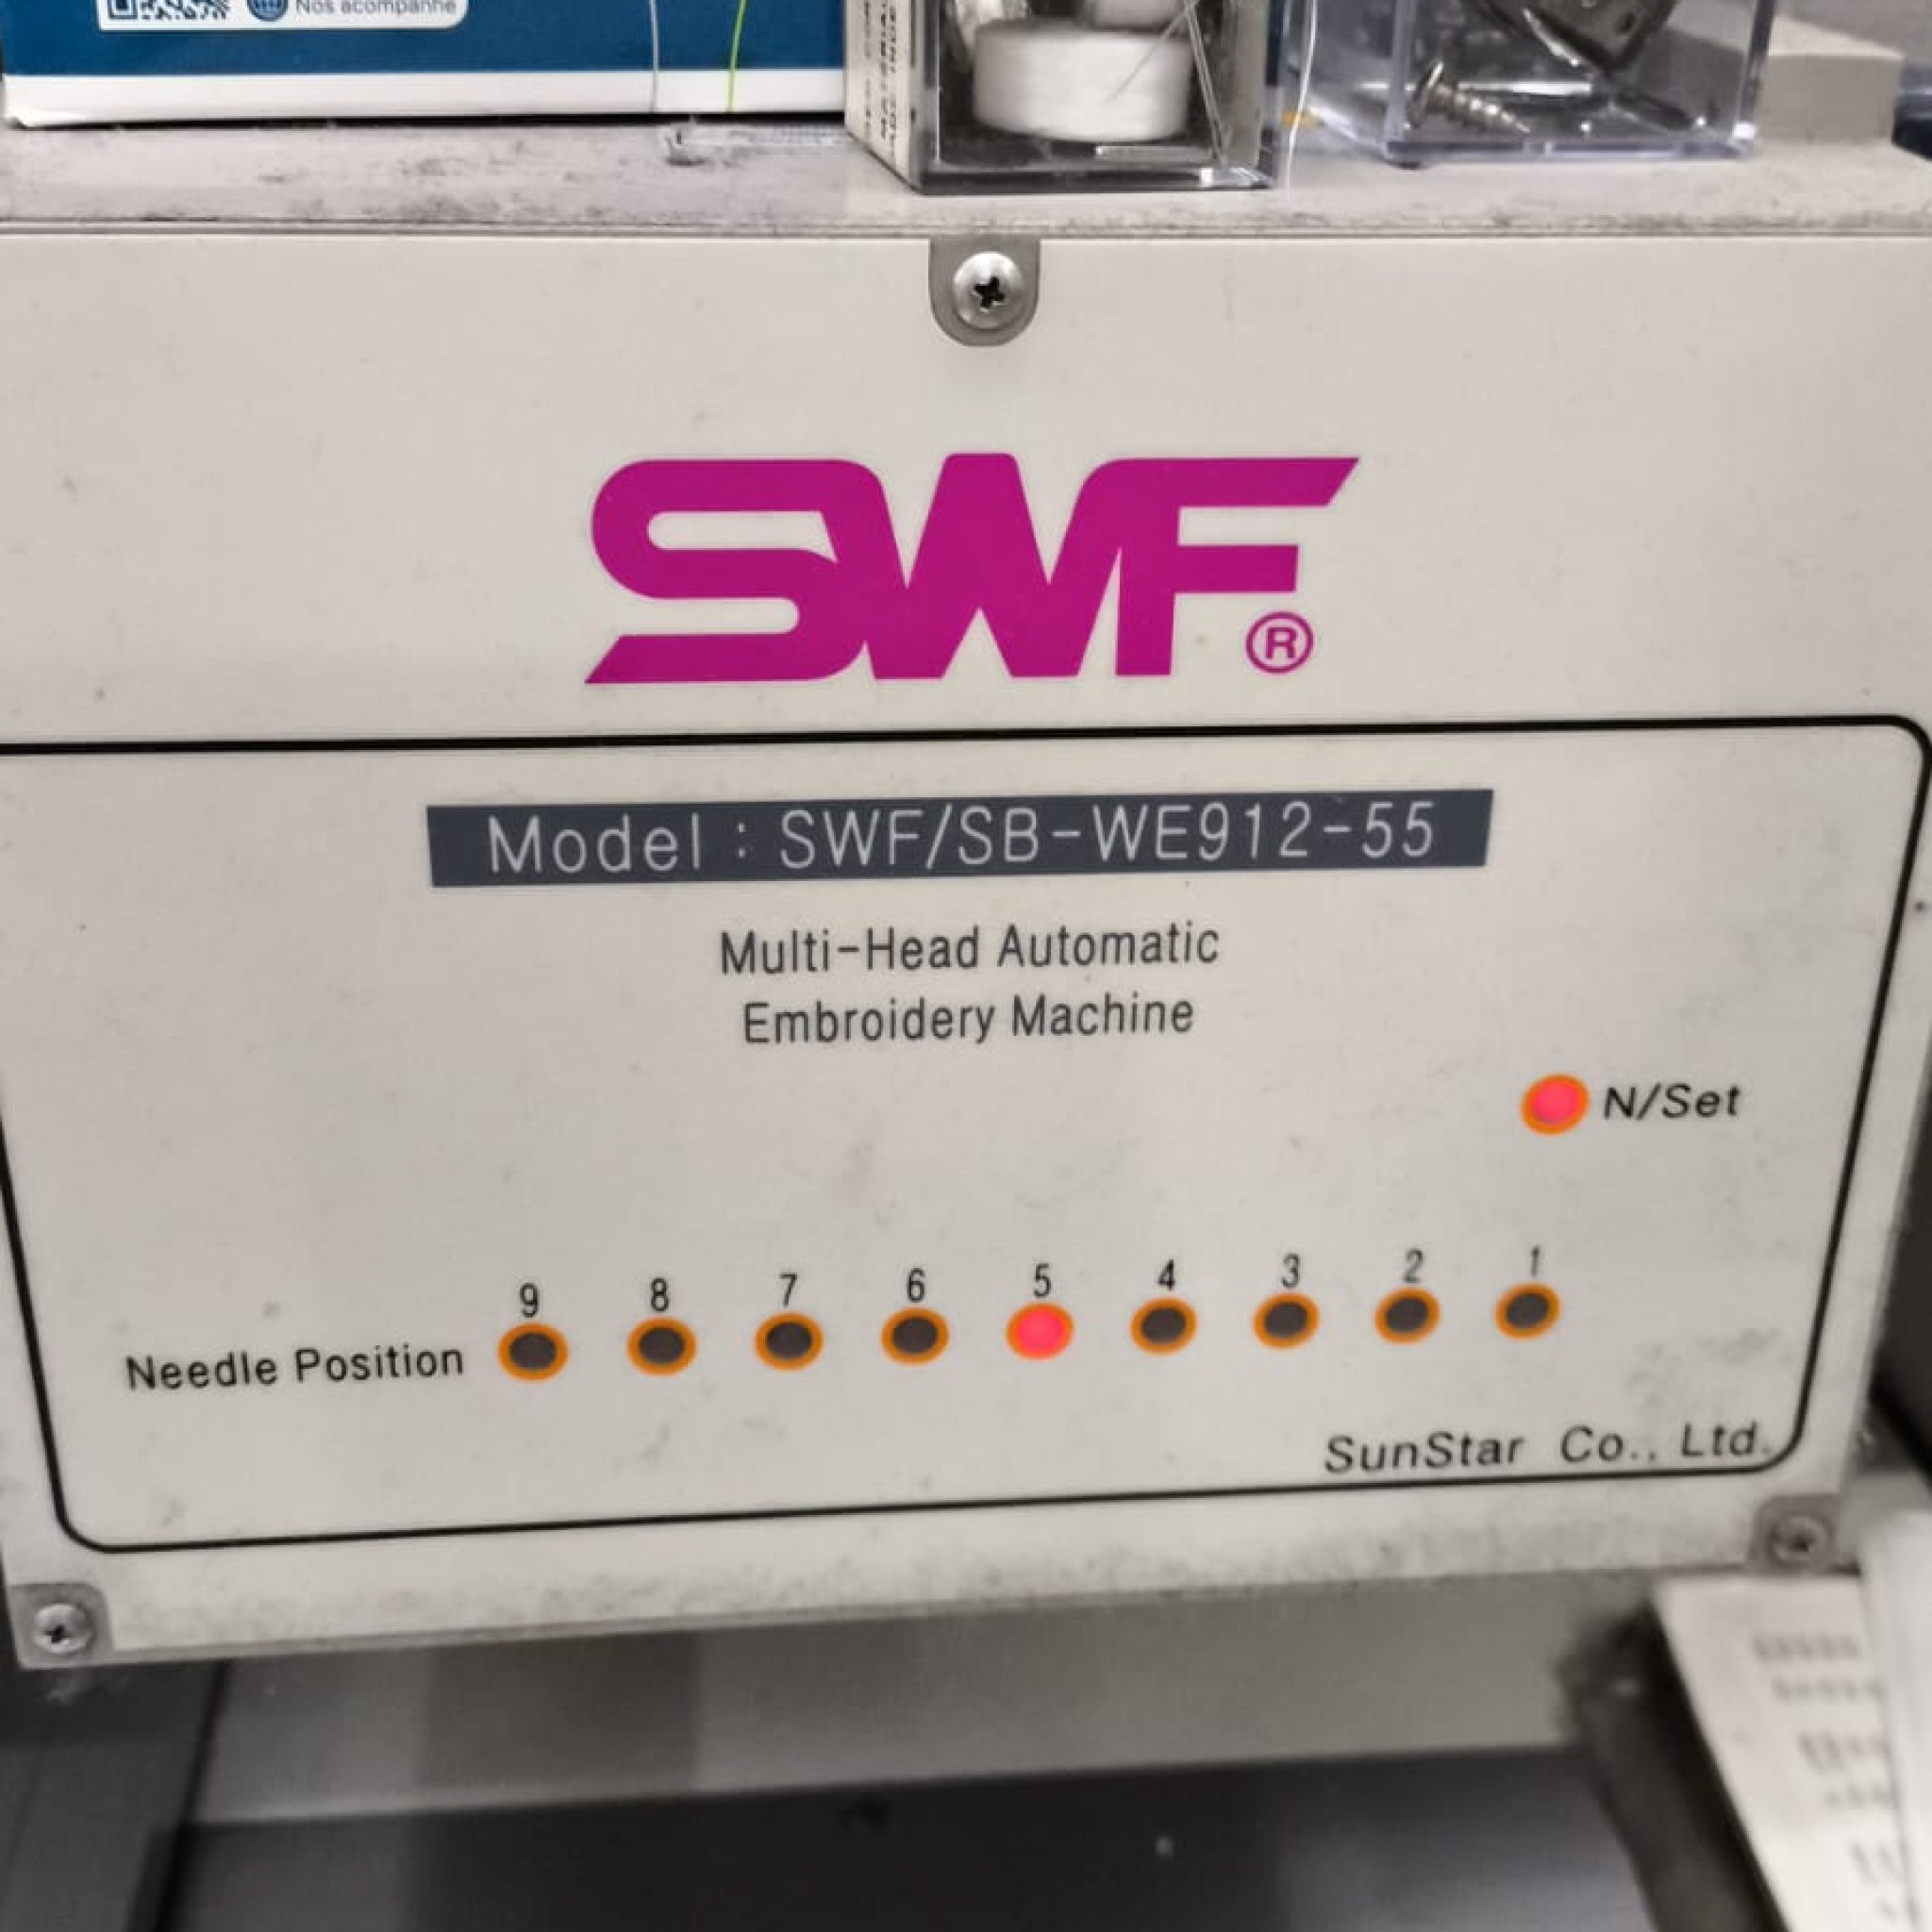 Nos acompanhe
SWF®
Model : SWF/SB-WE912-55
Multi-Head Automatic
Embroidery Machine
N/Set
9 8 7 6 5 4 3 2 1
Needle Position
SunStar Co., Ltd.